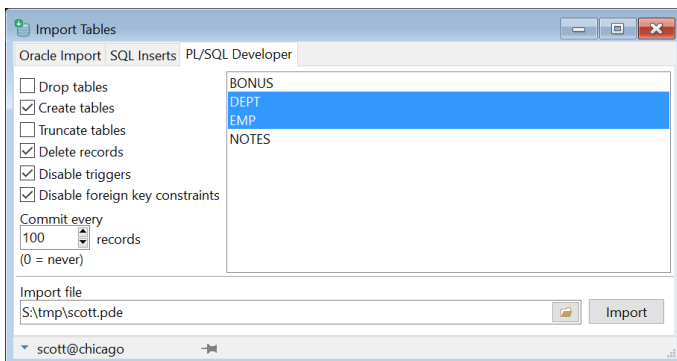 Import Tables
Oracle Import SQL Inserts PL/SQL Developer
Drop tables
Create tables
Truncate tables
Delete records
Disable triggers
Disable foreign key constraints
Commit every
100 records
(0 = never)
BONUS
DEPT
EMP
NOTES
Import file
S:\tmp\scott.pde
Import
scott@chicago